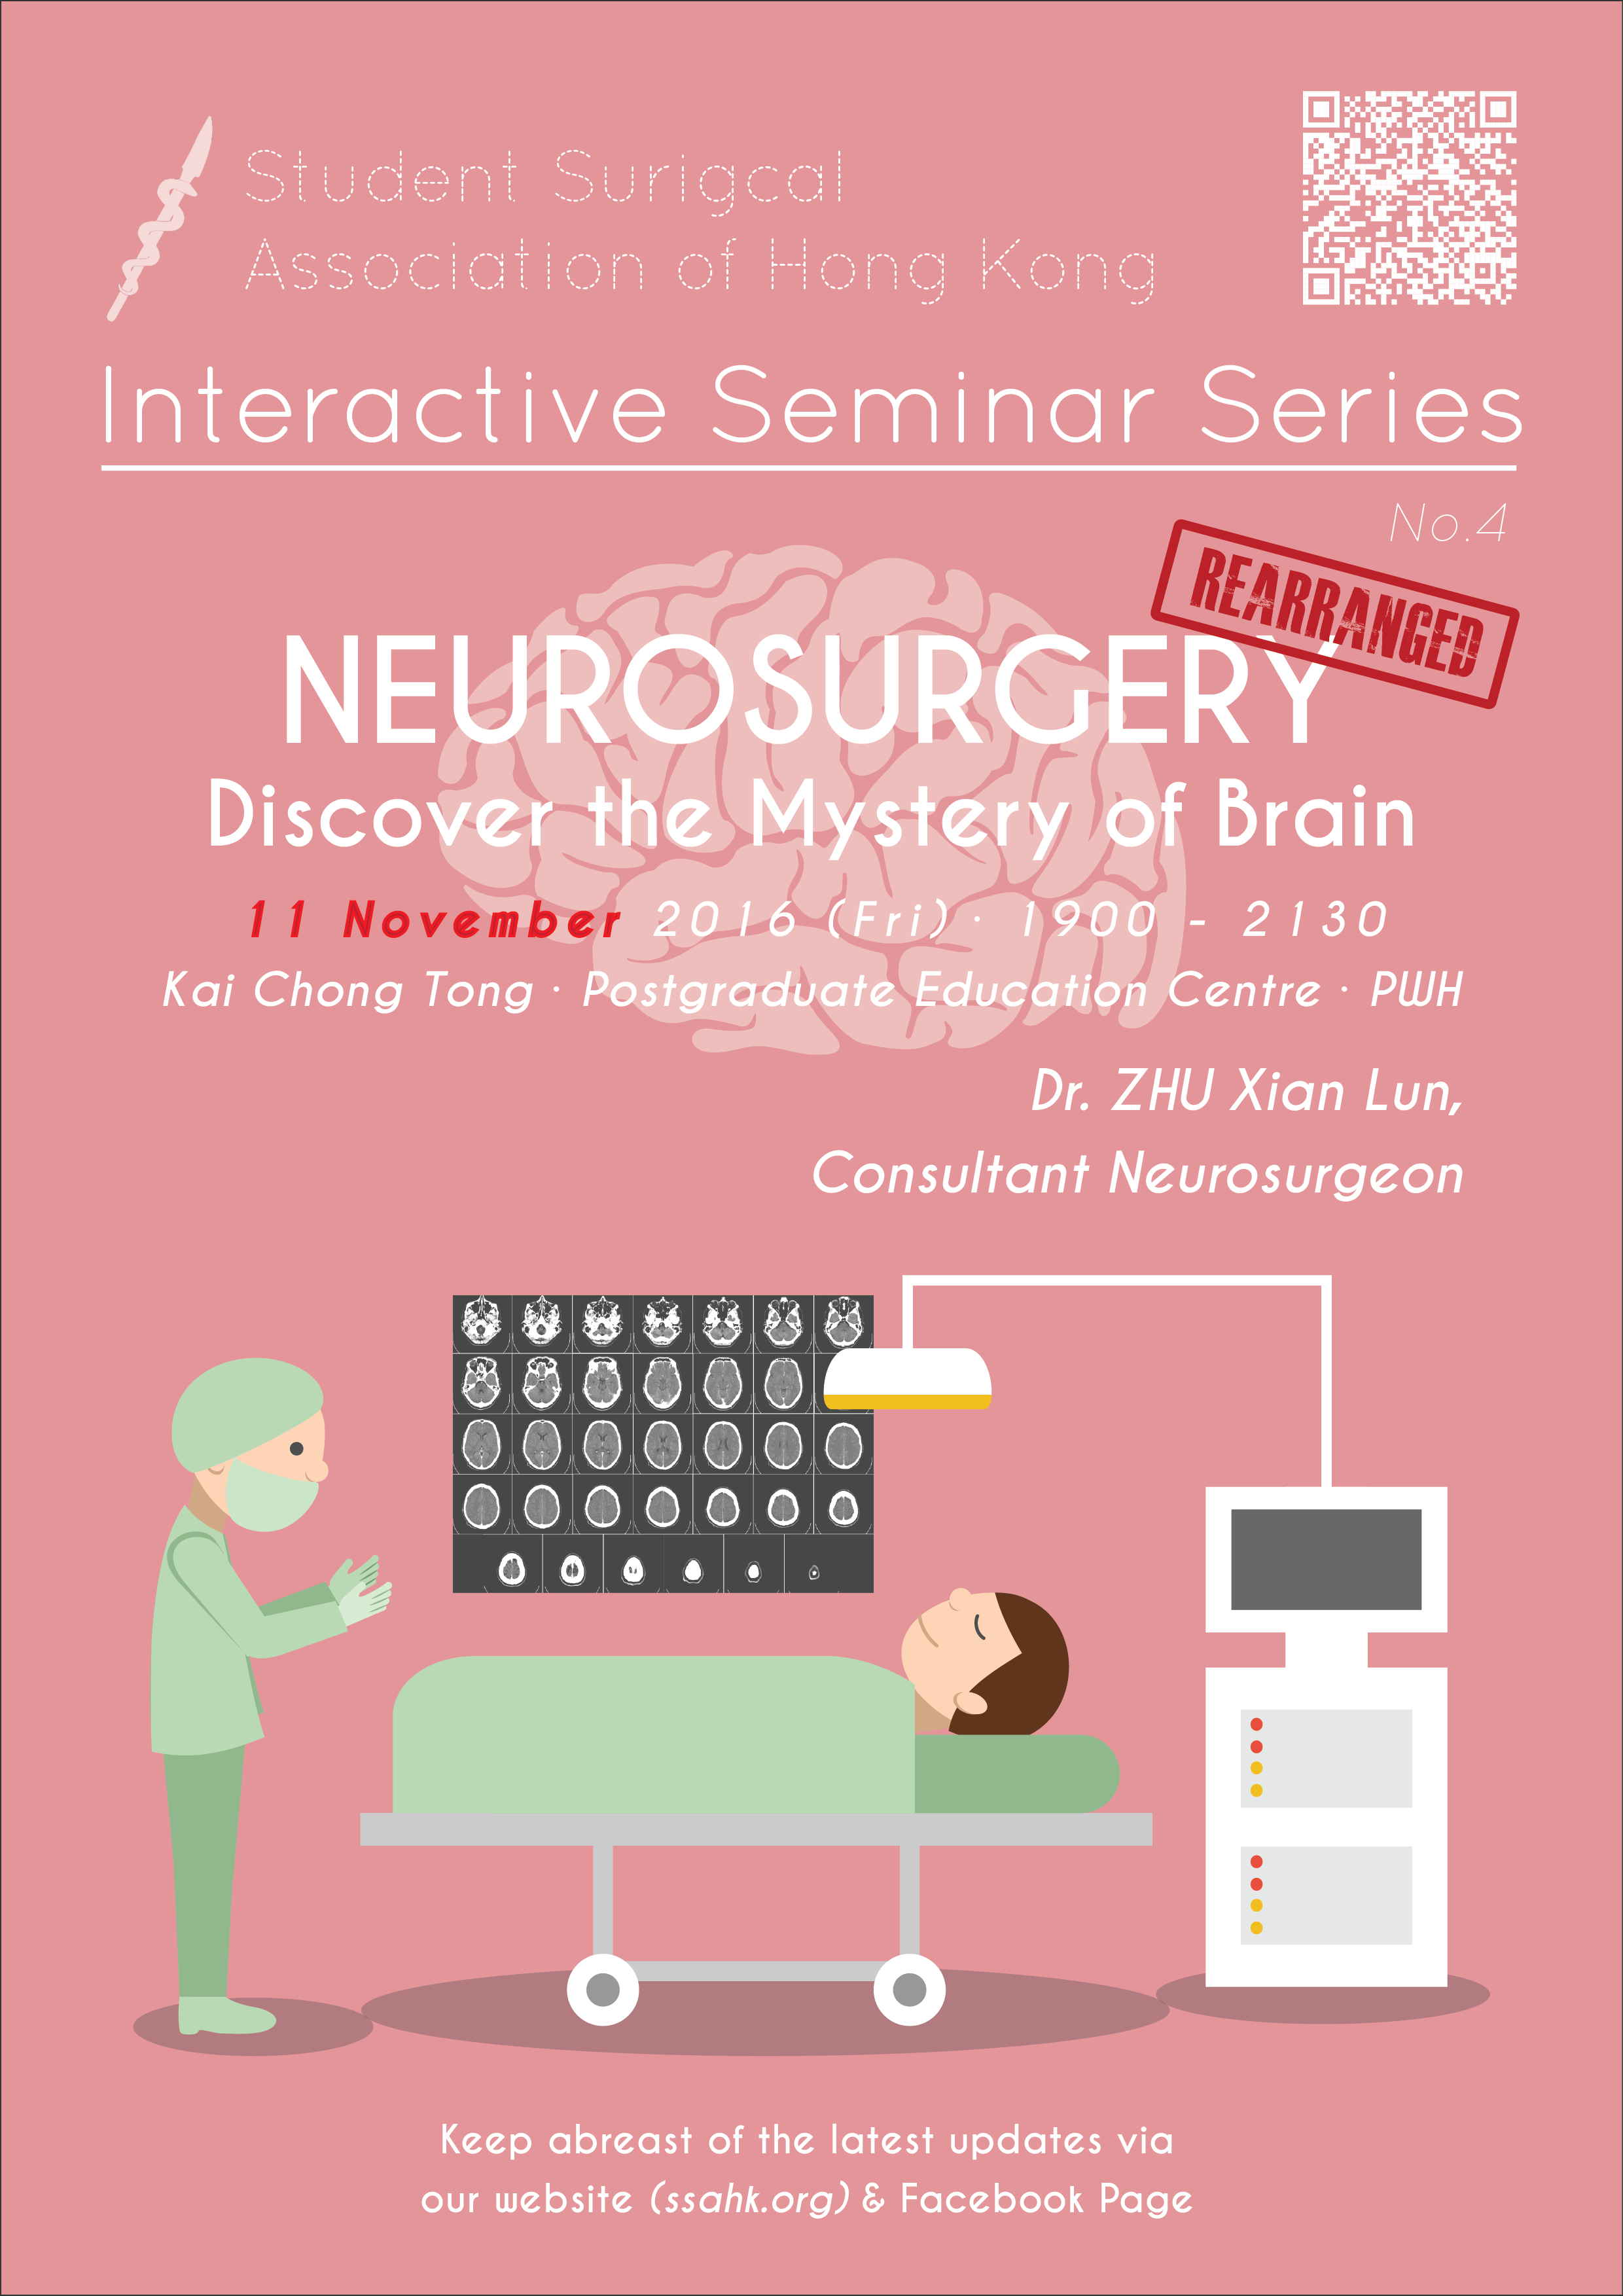 Student Surigcal
Association of Hong Kong
Interactive Seminar Series
No.4
REARRANGED
NEUROSURGERY
Discover the Mystery of Brain
11 November 2016 (Fri) · 1900 - 2130
Kai Chong Tong · Postgraduate Education Centre · PWH
Dr. ZHU Xian Lun,
Consultant Neurosurgeon
Keep abreast of the latest updates via
our website (ssahk.org) & Facebook Page